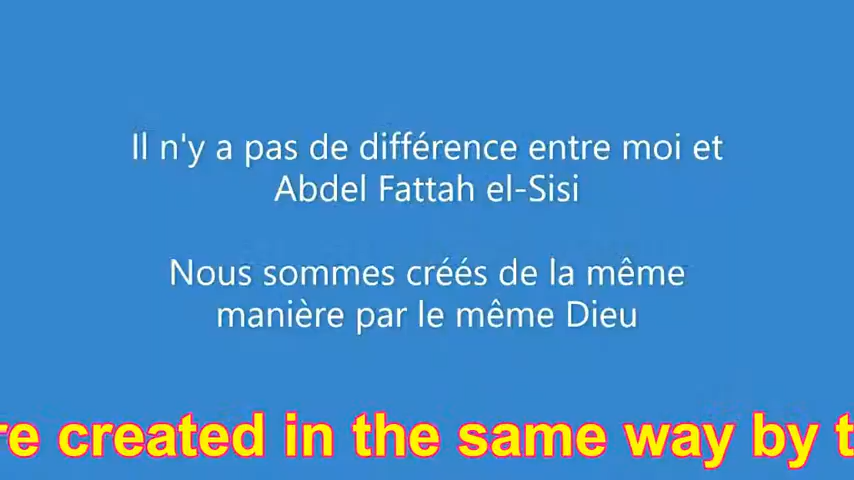 Il n'y a pas de différence entre moi et
Abdel Fattah el-Sisi
Nous sommes créés de la même
manière par le même Dieu
re created in the same way by t